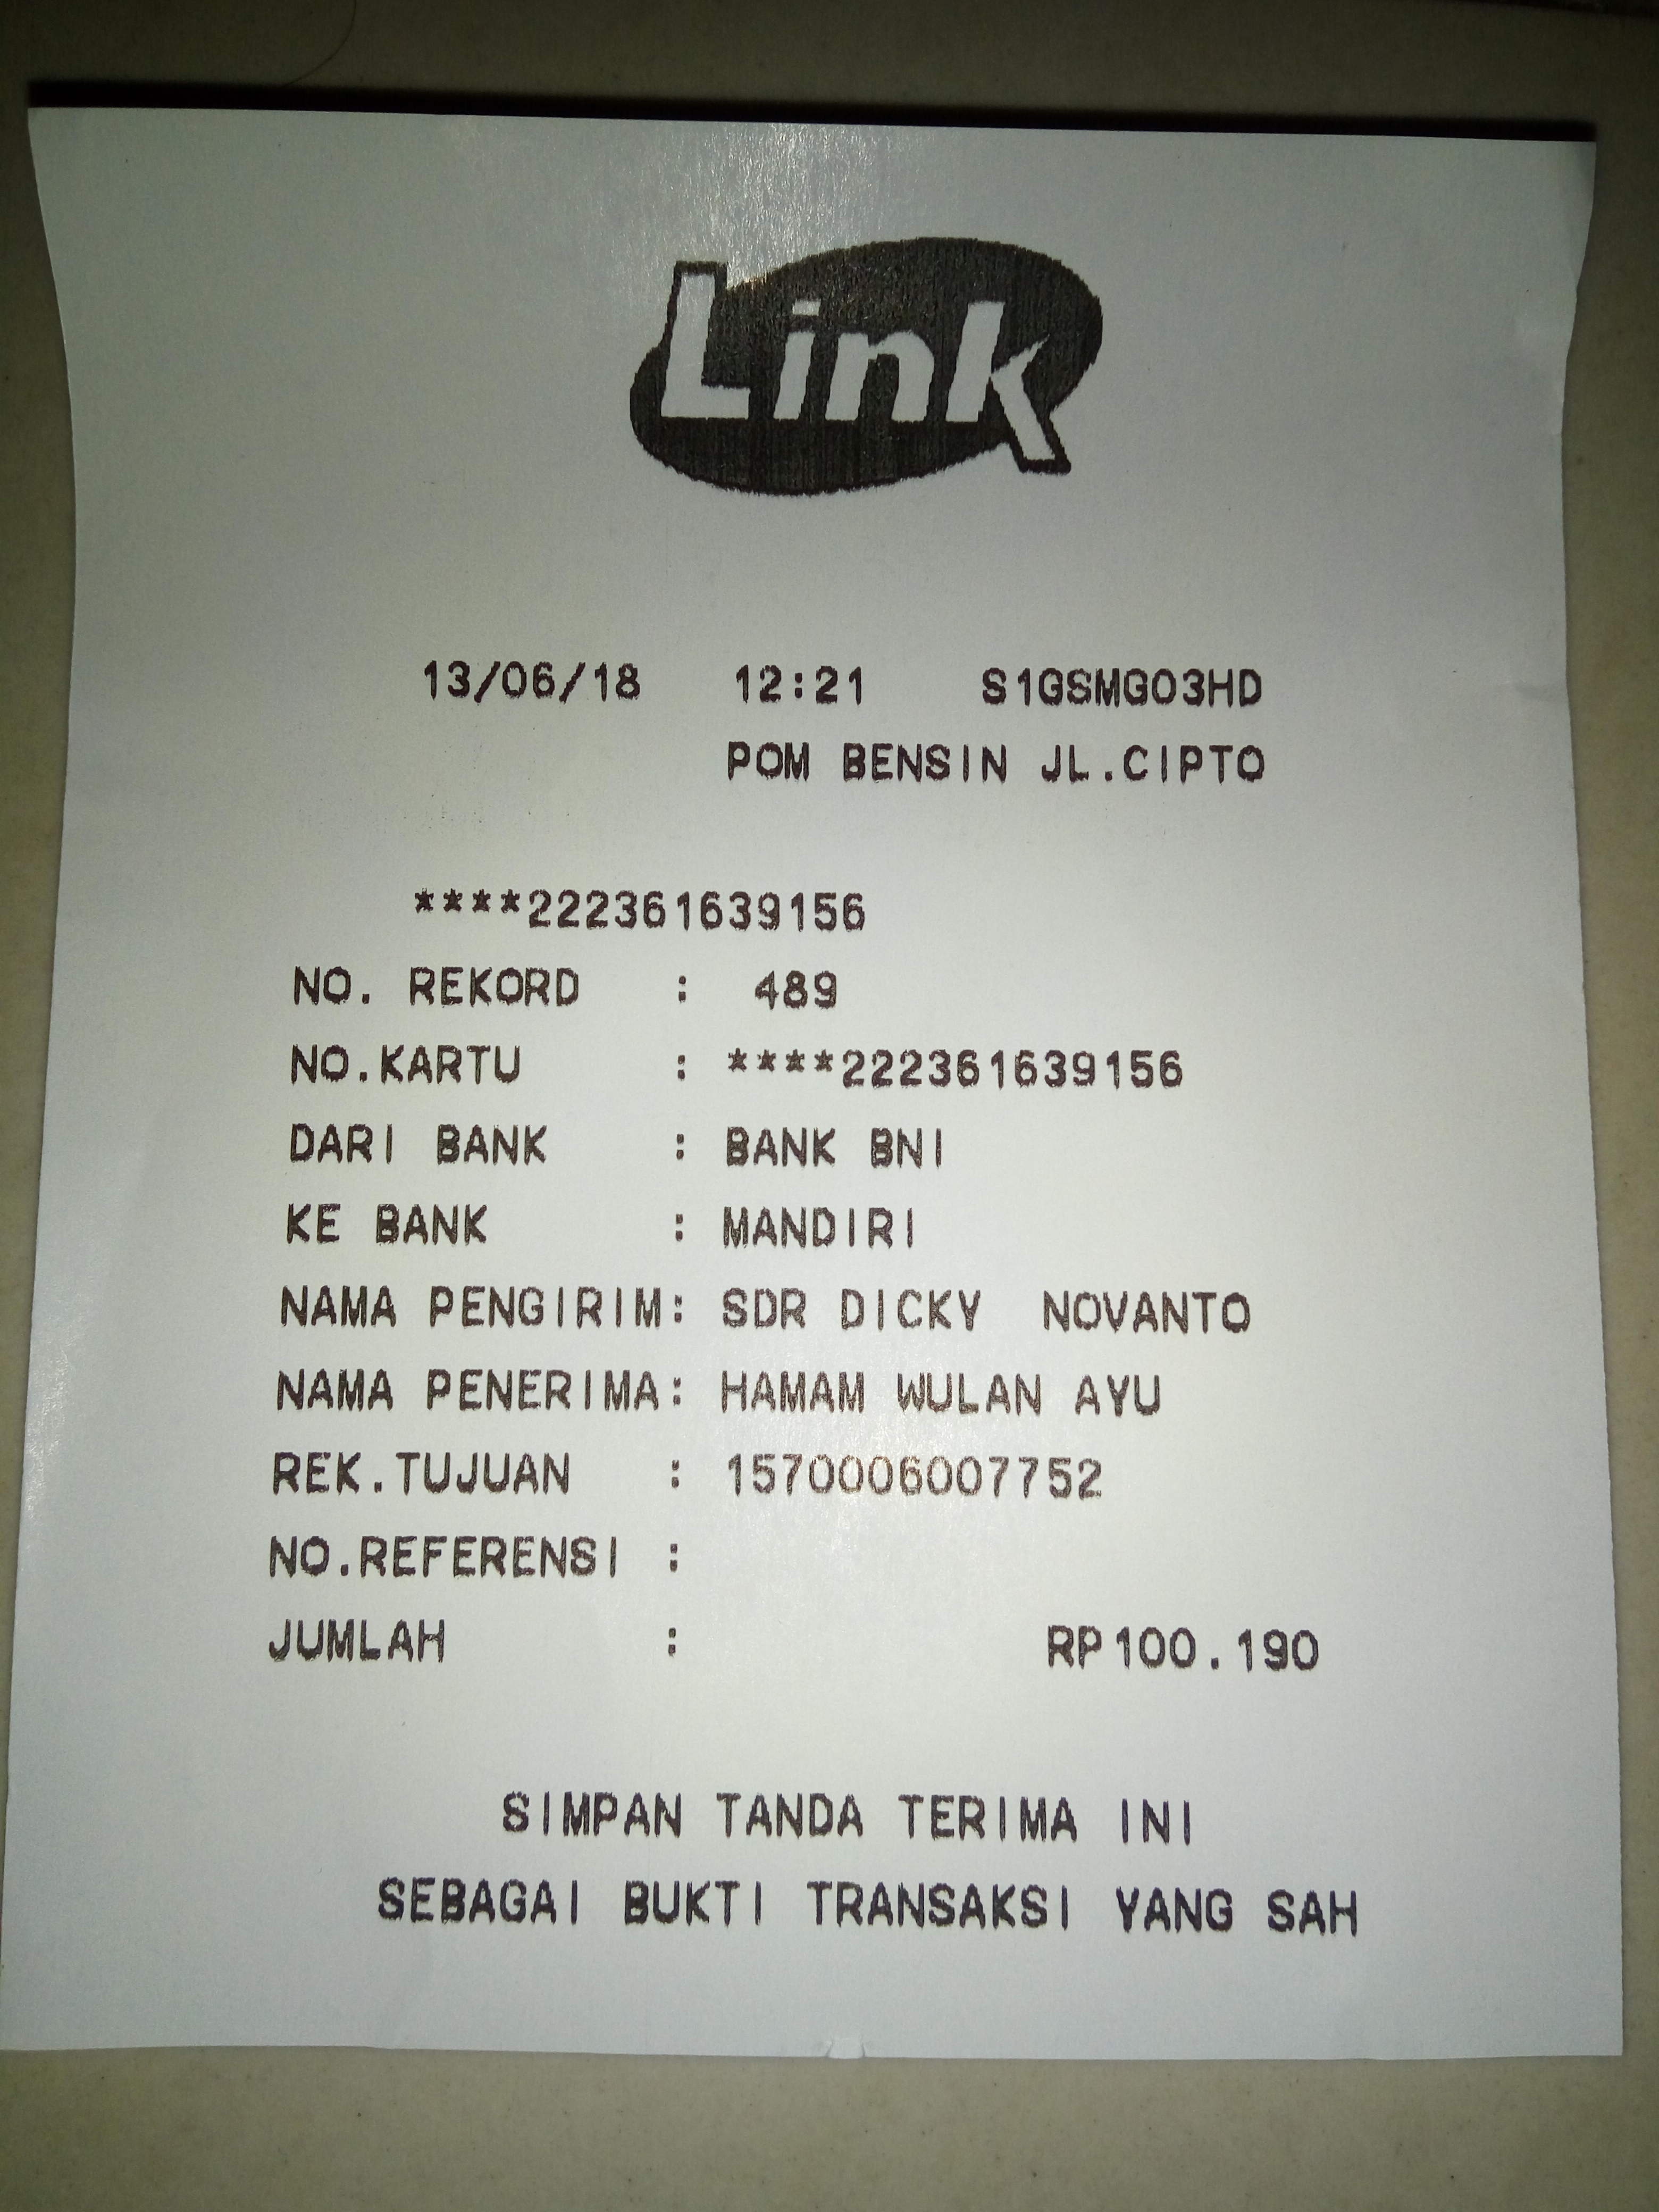 Link
13/06/18 12:21 S1GSMG03HD
POM BENSIN JL.CIPTO
****222361639156
NO. REKORD : 489
NO.KARTU : ****222361639156
DARI BANK : BANK BNI
KE BANK : MANDIRI
NAMA PENGIRIM: SDR DICKY NOVANTO
NAMA PENERIMA: HAMAM WULAN AYU
REK.TUJUAN : 1570006007752
NO.REFERENSI :
JUMLAH : RP100.190
SIMPAN TANDA TERIMA INI
SEBAGAI BUKTI TRANSAKSI YANG SAH